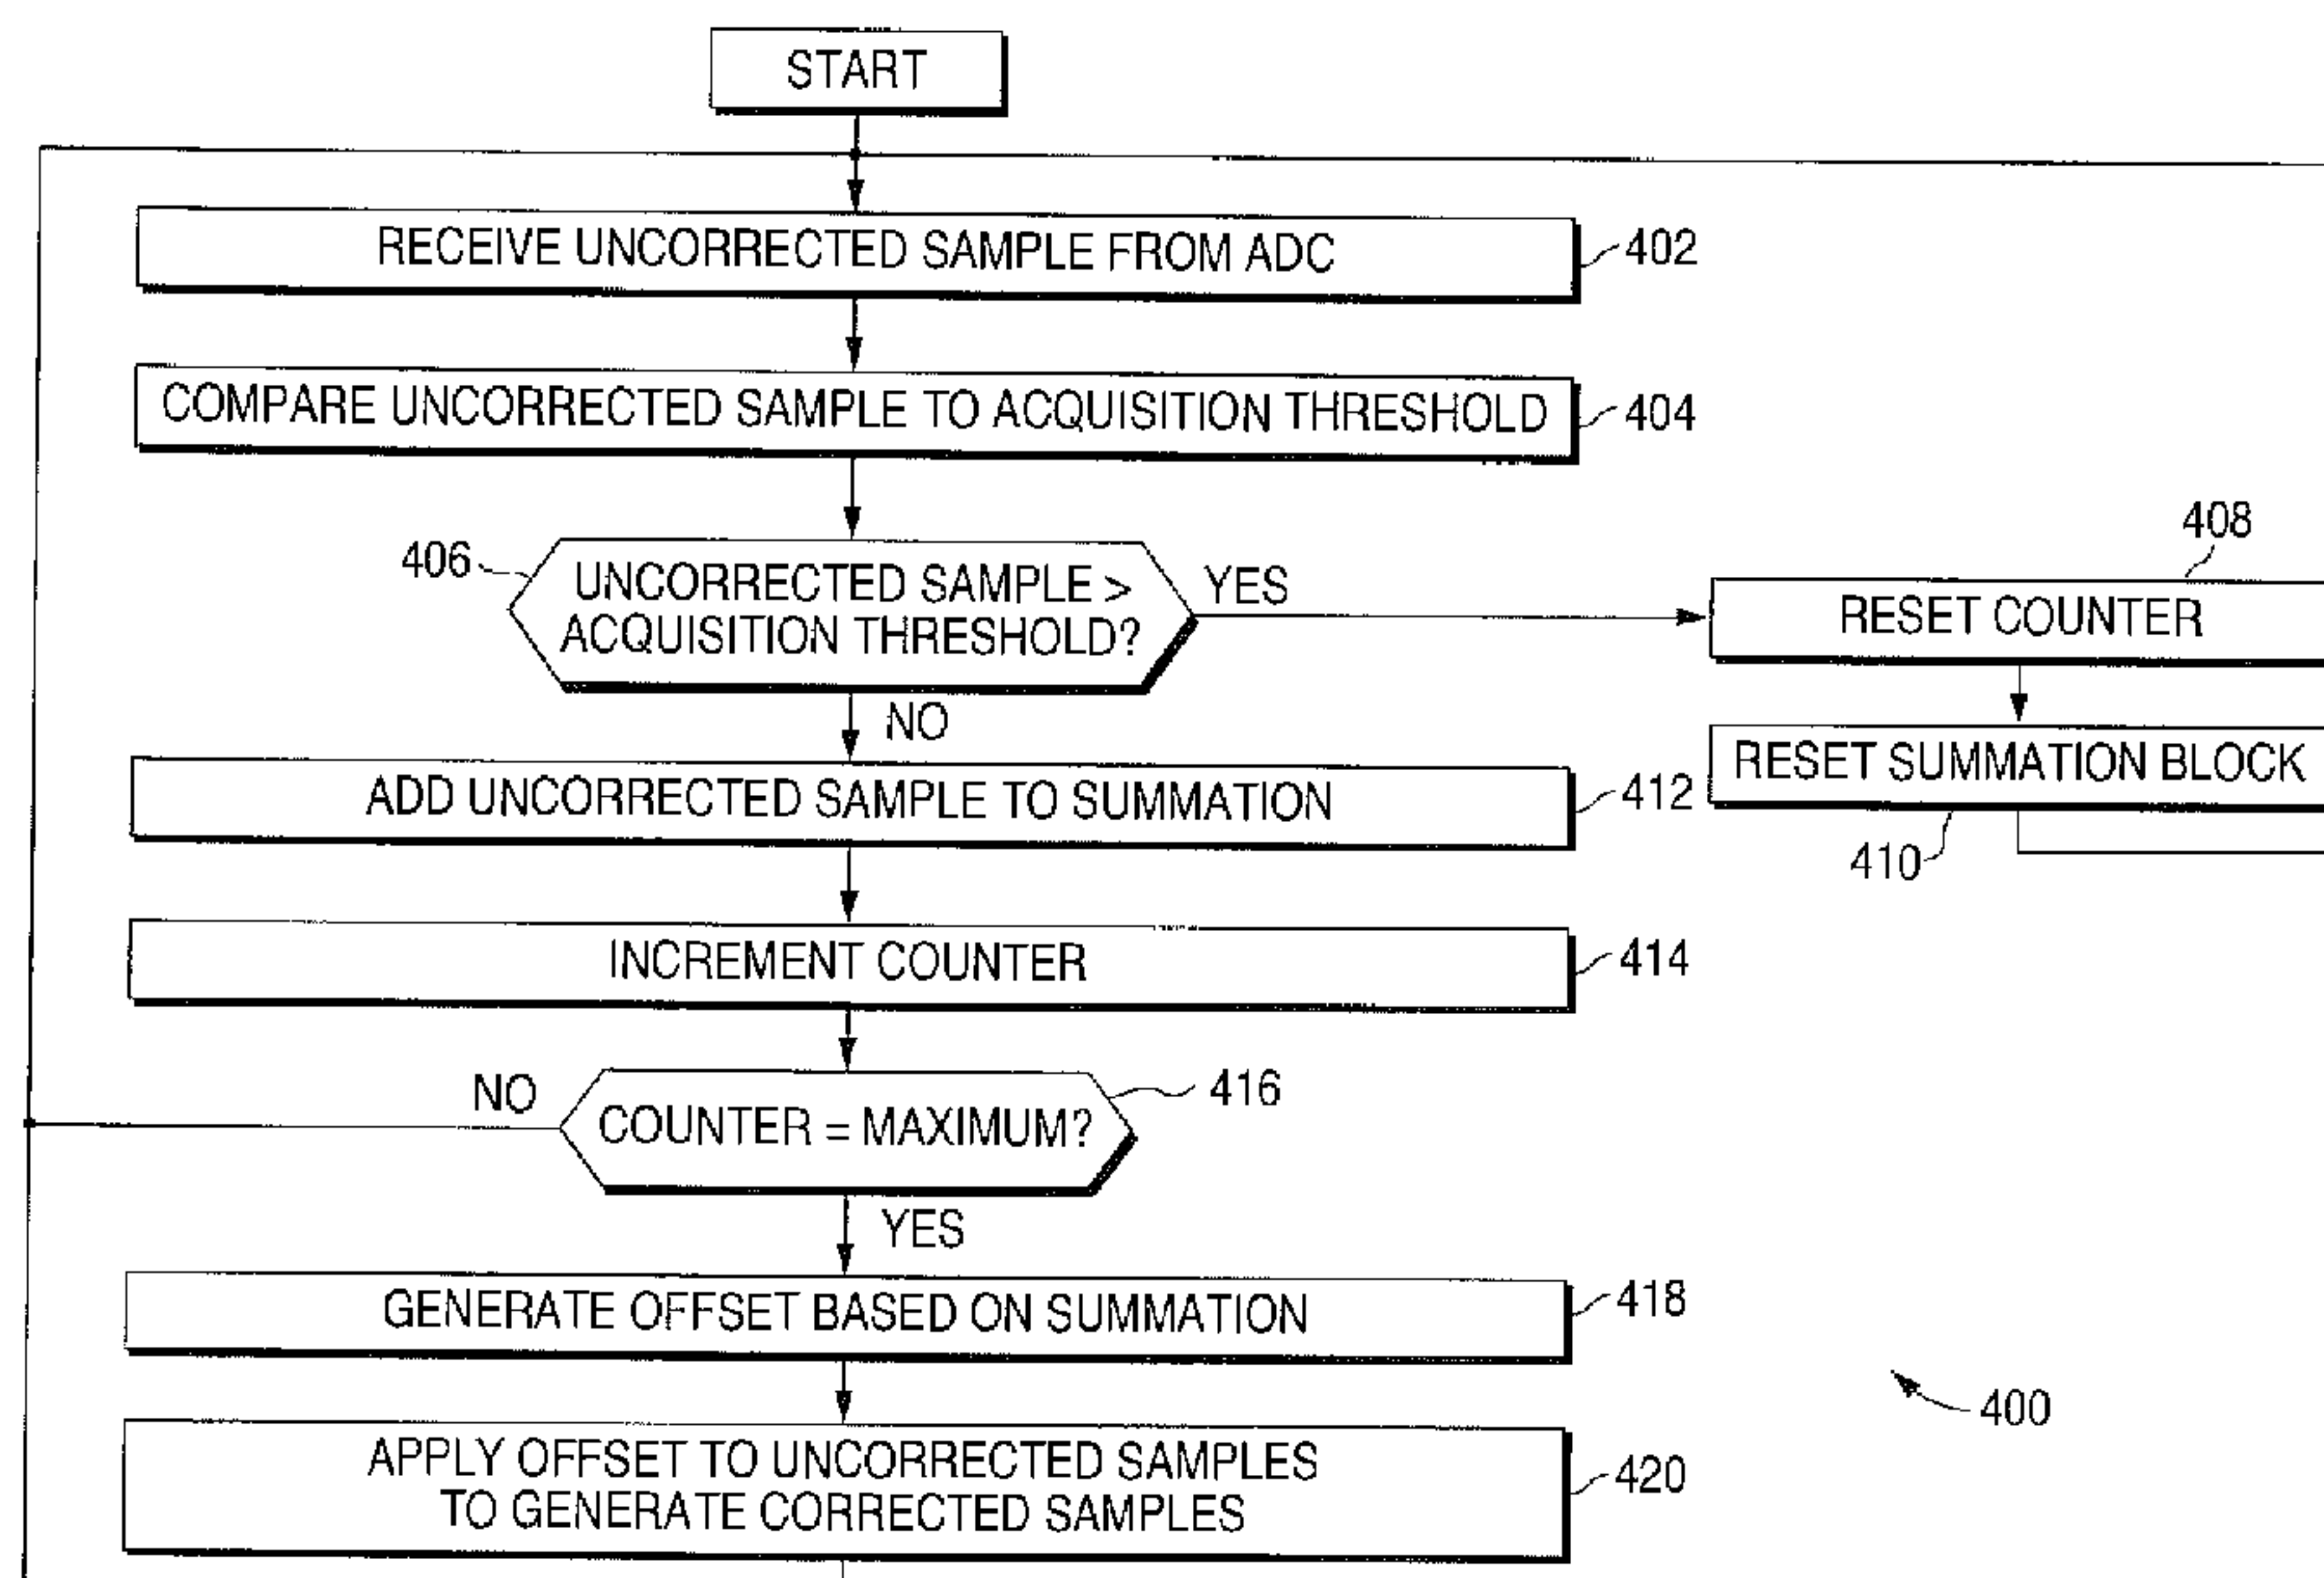 START
RECEIVE UNCORRECTED SAMPLE FROM ADC
402
COMPARE UNCORRECTED SAMPLE TO ACQUISITION THRESHOLD
404
406
UNCORRECTED SAMPLE >
ACQUISITION THRESHOLD?
YES
408
RESET COUNTER
NO
RESET SUMMATION BLOCK
410
ADD UNCORRECTED SAMPLE TO SUMMATION
412
INCREMENT COUNTER
414
NO
COUNTER = MAXIMUM?
416
YES
GENERATE OFFSET BASED ON SUMMATION
418
400
APPLY OFFSET TO UNCORRECTED SAMPLES
TO GENERATE CORRECTED SAMPLES
420